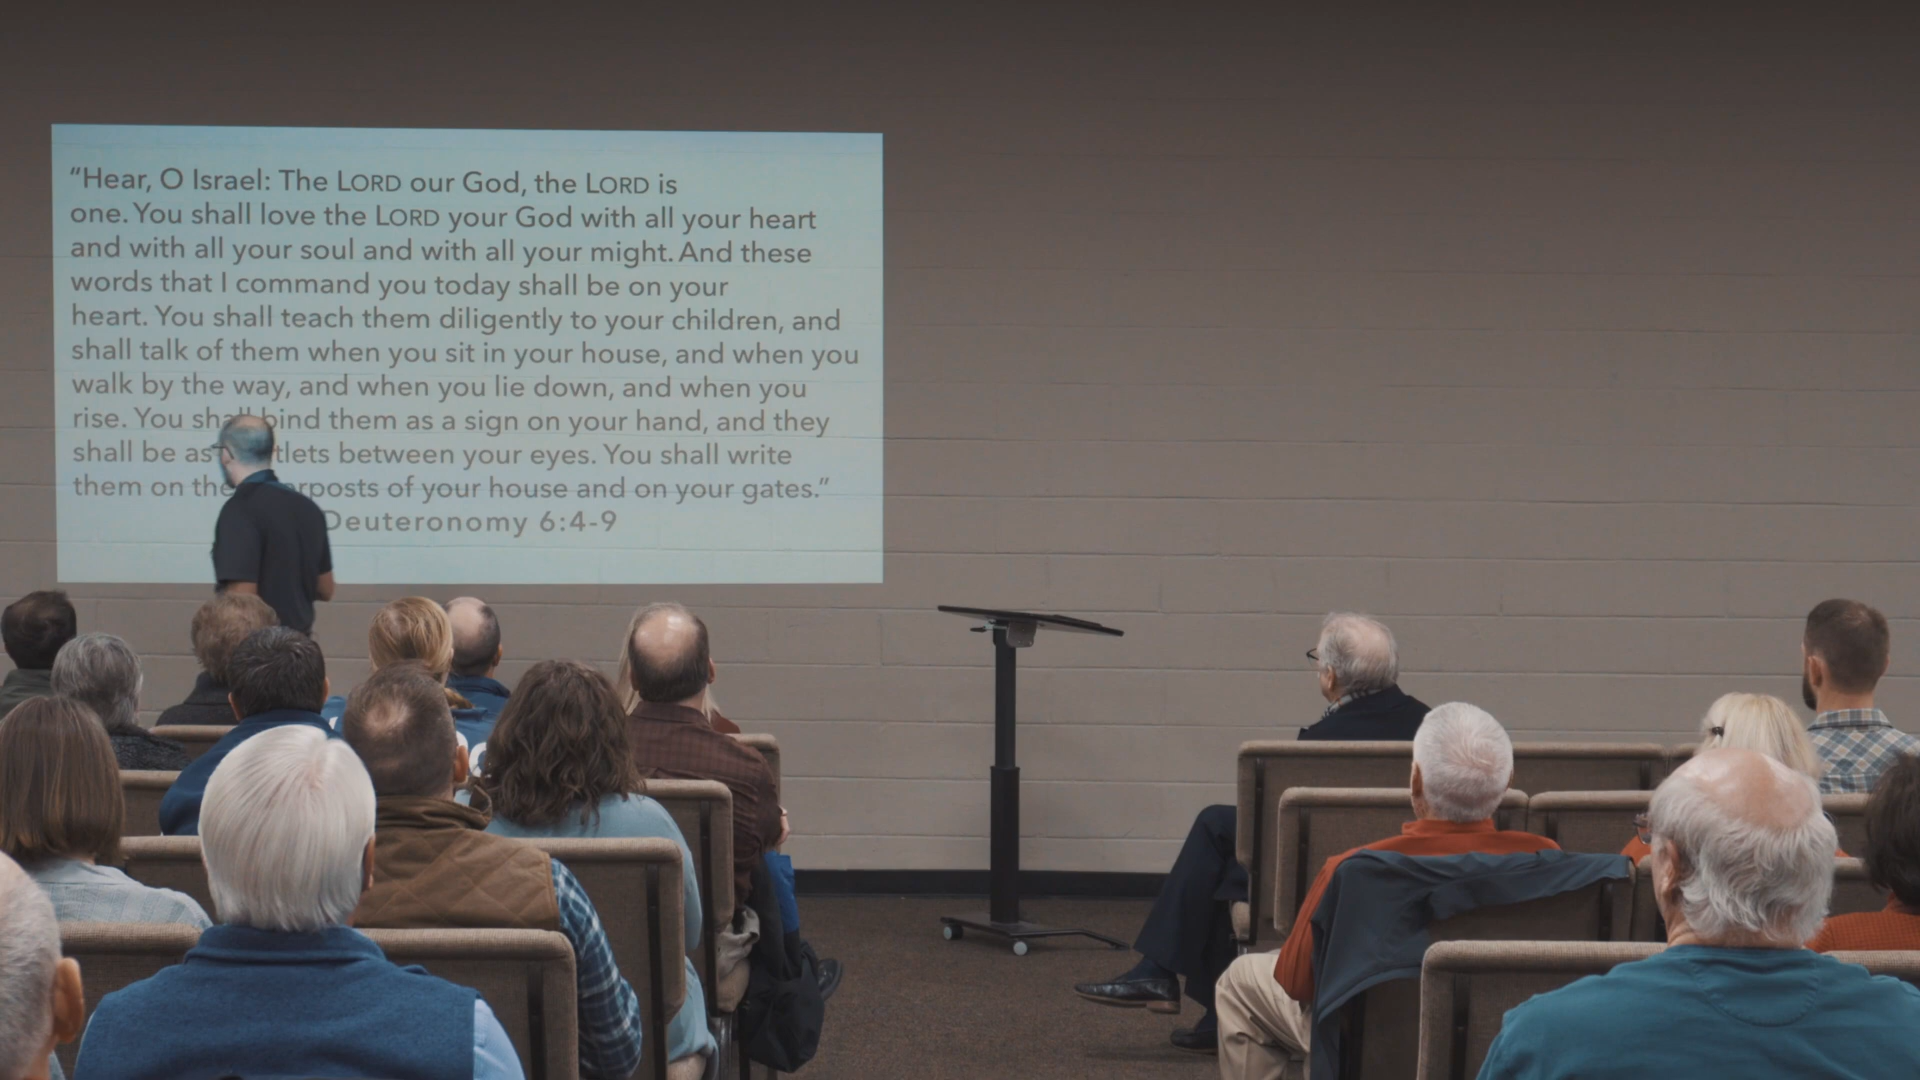 “Hear, O Israel: The LORD our God, the LORD is
one. You shall love the LORD your God with all your heart
and with all your soul and with all your might. And these
words that I command you today shall be on your
heart. You shall teach them diligently to your children, and
shall talk of them when you sit in your house, and when you
walk by the way, and when you lie down, and when you
rise. You shall bind them as a sign on your hand, and they
shall be as between your eyes. You shall write
them on the of your house and on your gates.”
Deuteronomy 6:4-9